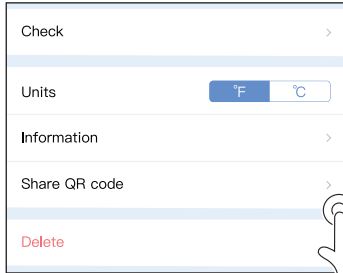 Check
Units °F °C
Information
Share QR code
Delete